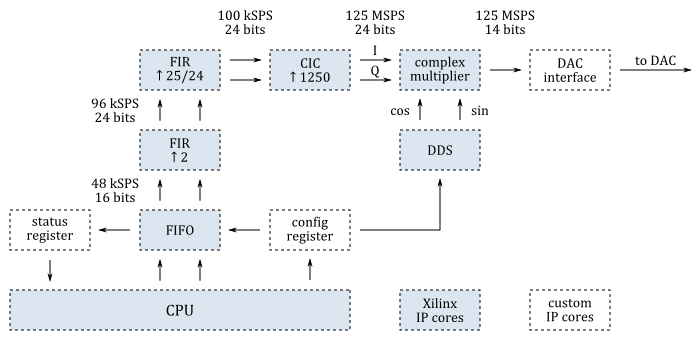 100 kSPS
24 bits
125 MSPS
24 bits
125 MSPS
14 bits
FIR
↑25/24
CIC
↑1250
I
Q
complex
multiplier
DAC
interface
to DAC
96 kSPS
24 bits
cos
sin
FIR
↑2
DDS
48 kSPS
16 bits
status
register
FIFO
config
register
CPU
Xilinx
IP cores
custom
IP cores